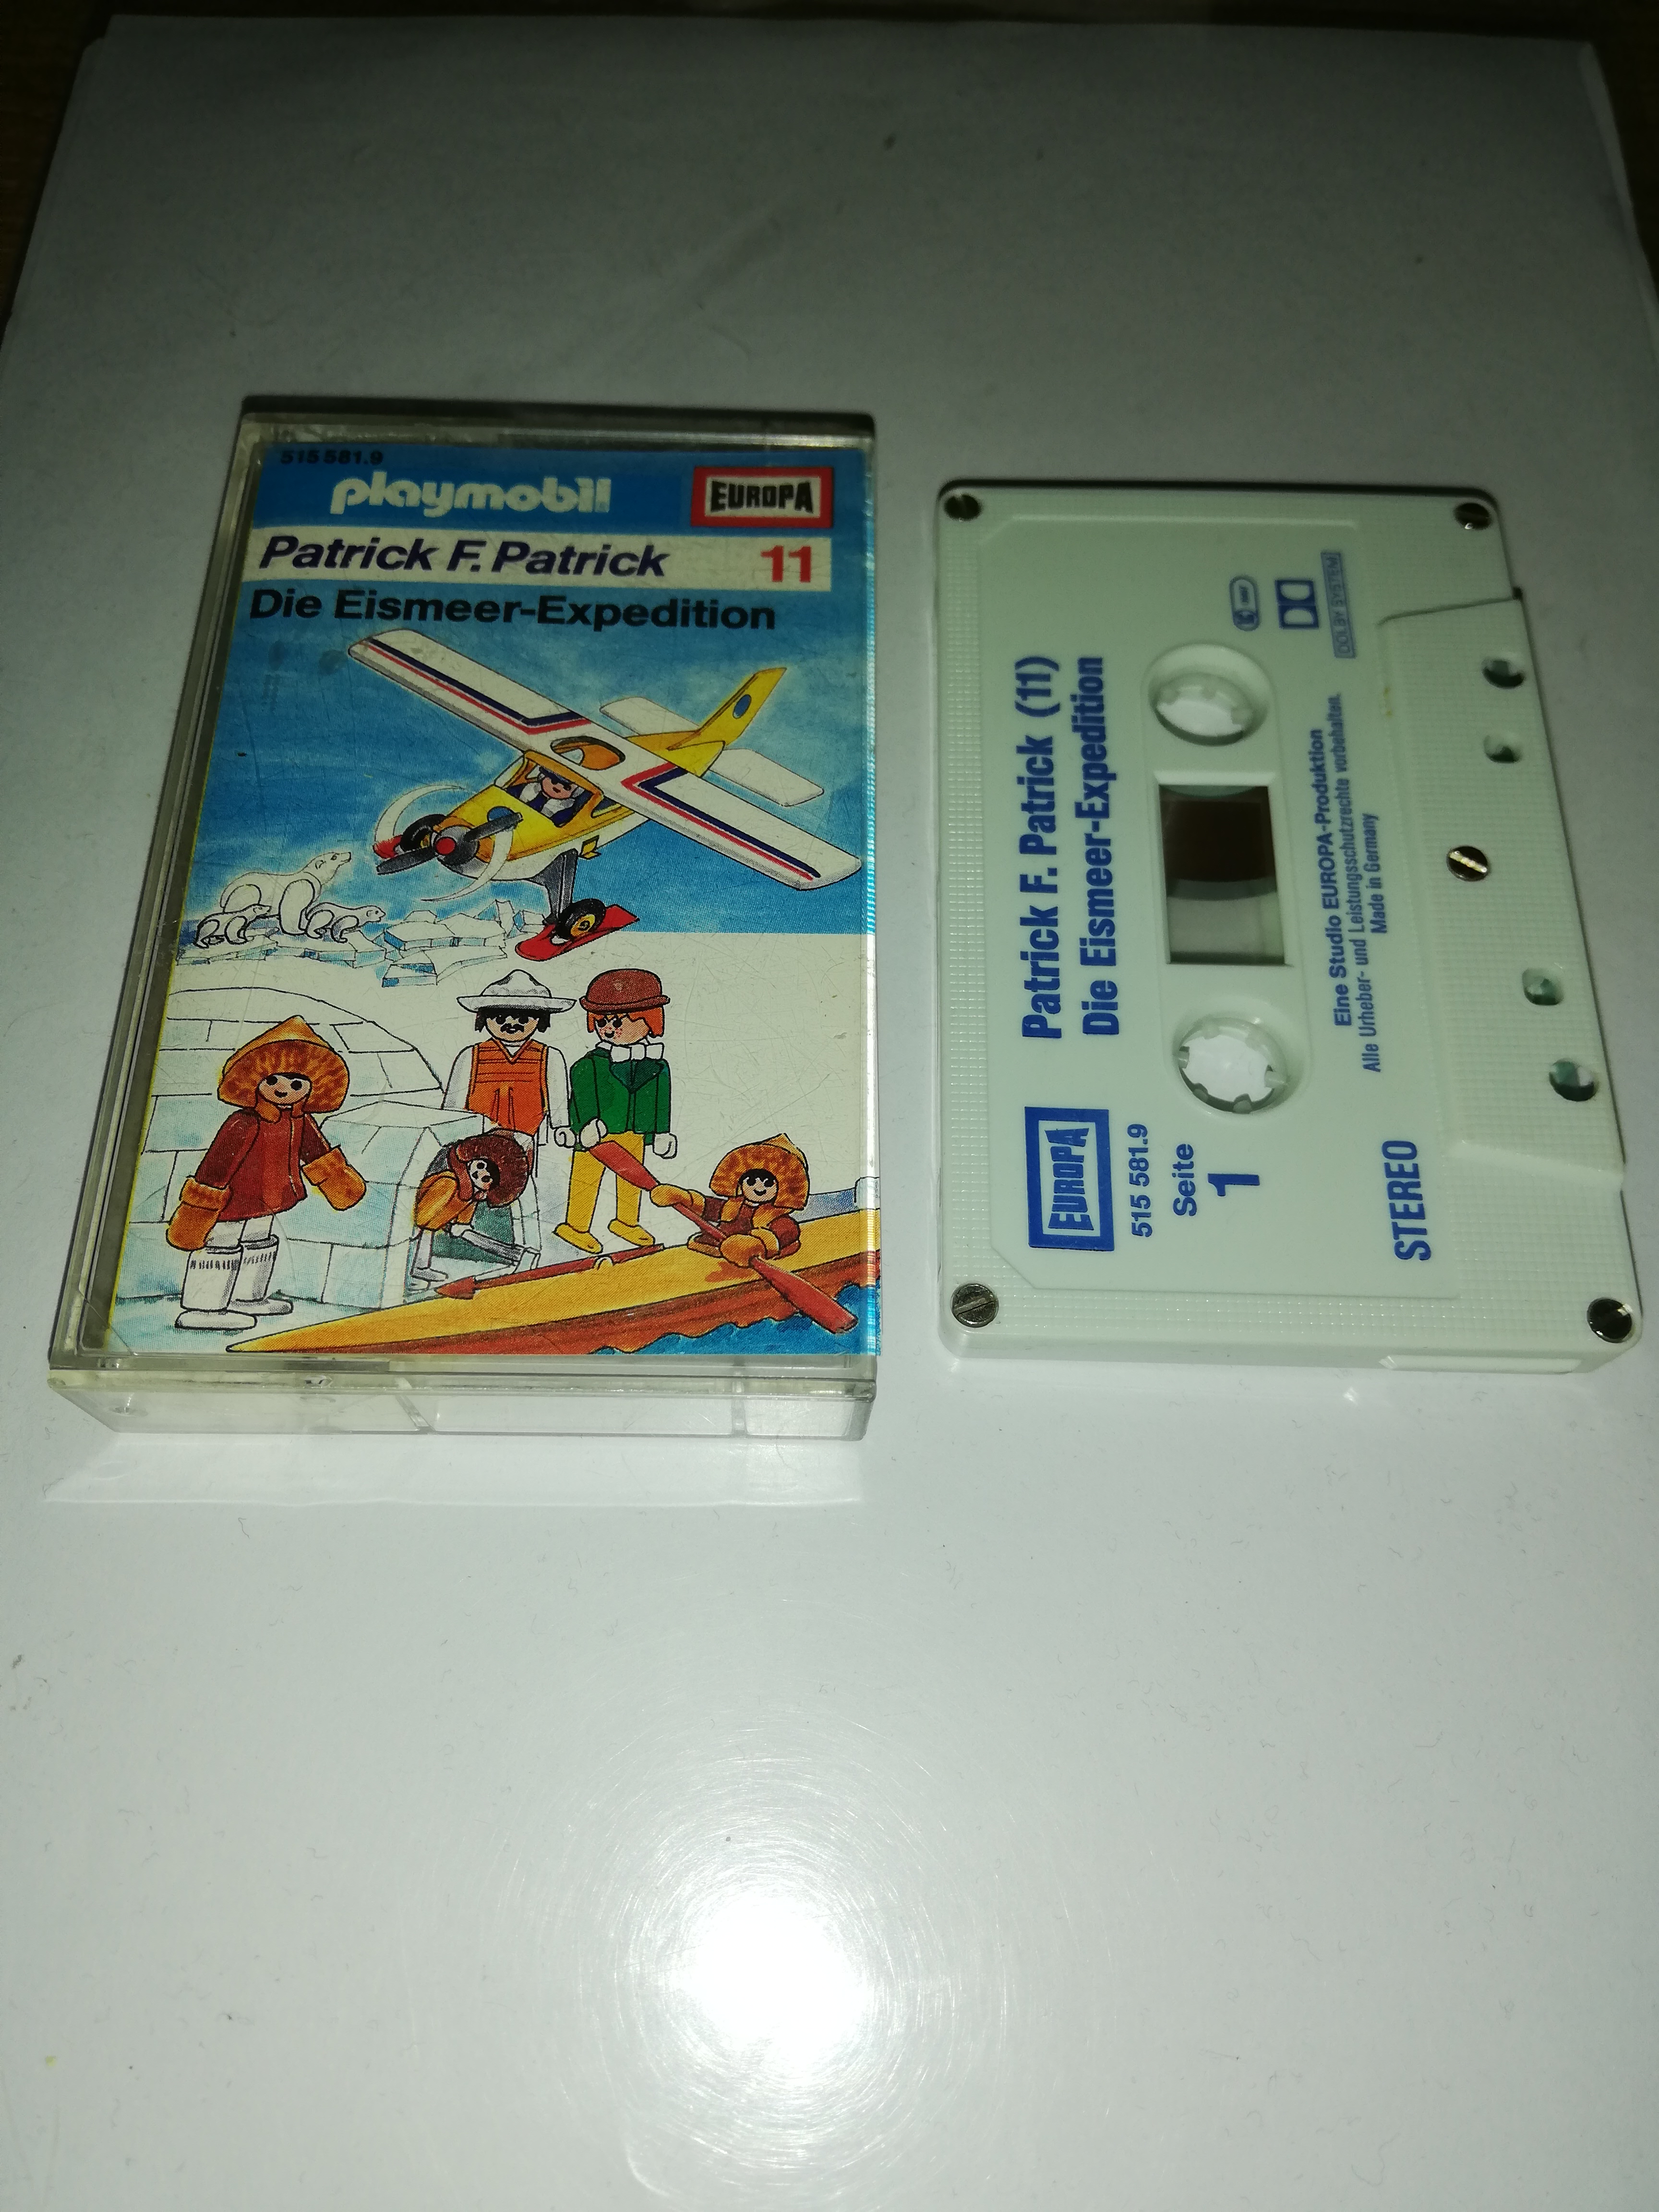 515 581.9
playmobil
EUROPA
Patrick F. Patrick 11
Die Eismeer-Expedition
EUROPA
515 581.9
Seite
1
Patrick F. Patrick (11)
Die Eismeer-Expedition
DOLBY SYSTEM
Eine Studio EUROPA-Produktion
Alle Urheber- und Leistungsschutzrechte vorbehalten.
Made in Germany
STEREO